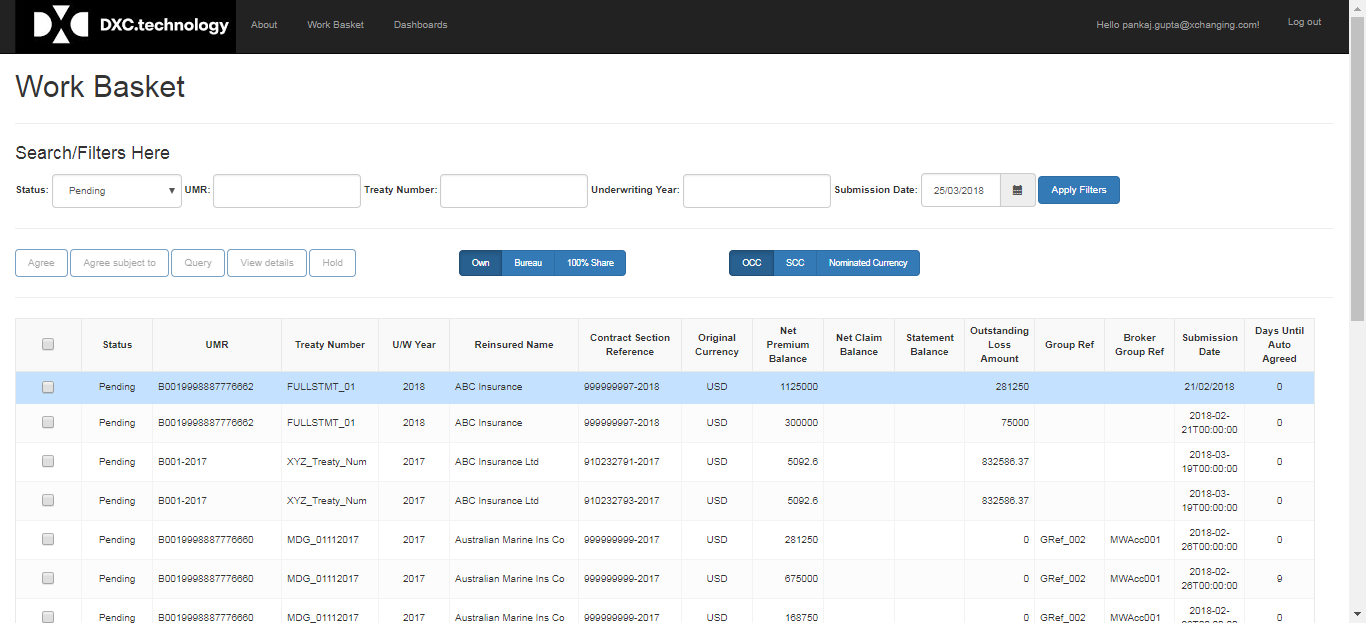 DXC.technology About Work Basket Dashboards Hello pankaj.gupta@xchanging.com! Log out
Work Basket
Search/Filters Here
Status: Pending UMR: Treaty Number: Underwriting Year: Submission Date: 25/03/2018 Apply Filters
Agree Agree subject to Query View details Hold Own Bureau 100% Share OCC SCC Nominated Currency
Status UMR Treaty Number U/W Year Reinsured Name Contract Section Reference Original Currency Net Premium Balance Net Claim Balance Statement Balance Outstanding Loss Amount Group Ref Broker Group Ref Submission Date Days Until Auto Agreed
Pending B0019998887776662 FULLSTMT_01 2018 ABC Insurance 999999997-2018 USD 1125000 281250 21/02/2018 0
Pending B0019998887776662 FULLSTMT_01 2018 ABC Insurance 999999997-2018 USD 300000 75000 2018-02-21T00:00:00 0
Pending B001-2017 XYZ_Treaty_Num 2017 ABC Insurance Ltd 910232791-2017 USD 5092.6 832586.37 2018-03-19T00:00:00 0
Pending B001-2017 XYZ_Treaty_Num 2017 ABC Insurance Ltd 910232793-2017 USD 5092.6 832586.37 2018-03-19T00:00:00 0
Pending B0019998887776660 MDG_01112017 2017 Australian Marine Ins Co 999999999-2017 USD 281250 0 GRef_002 MWAcc001 2018-02-26T00:00:00 0
Pending B0019998887776660 MDG_01112017 2017 Australian Marine Ins Co 999999999-2017 USD 675000 0 GRef_002 MWAcc001 2018-02-26T00:00:00 9
Pending B0019998887776660 MDG_01112017 2017 Australian Marine Ins Co 999999999-2017 USD 168750 0 GRef_002 MWAcc001 2018-02- 0